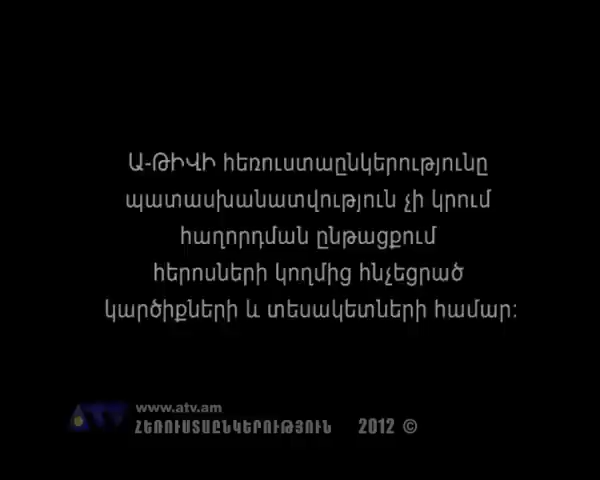 Ա-ԹԻՎԻ հեռուստաընկերությունը
պատասխանատվություն չի կրում
հաղորդման ընթացքում
հերոսների կողմից հնչեցրած
կարծիքների և տեսակետների համար:
ATV
www.atv.am
ՀԵՌՈՒՍՏԱԸՆԿԵՐՈՒԹՅՈՒՆ 2012 ©